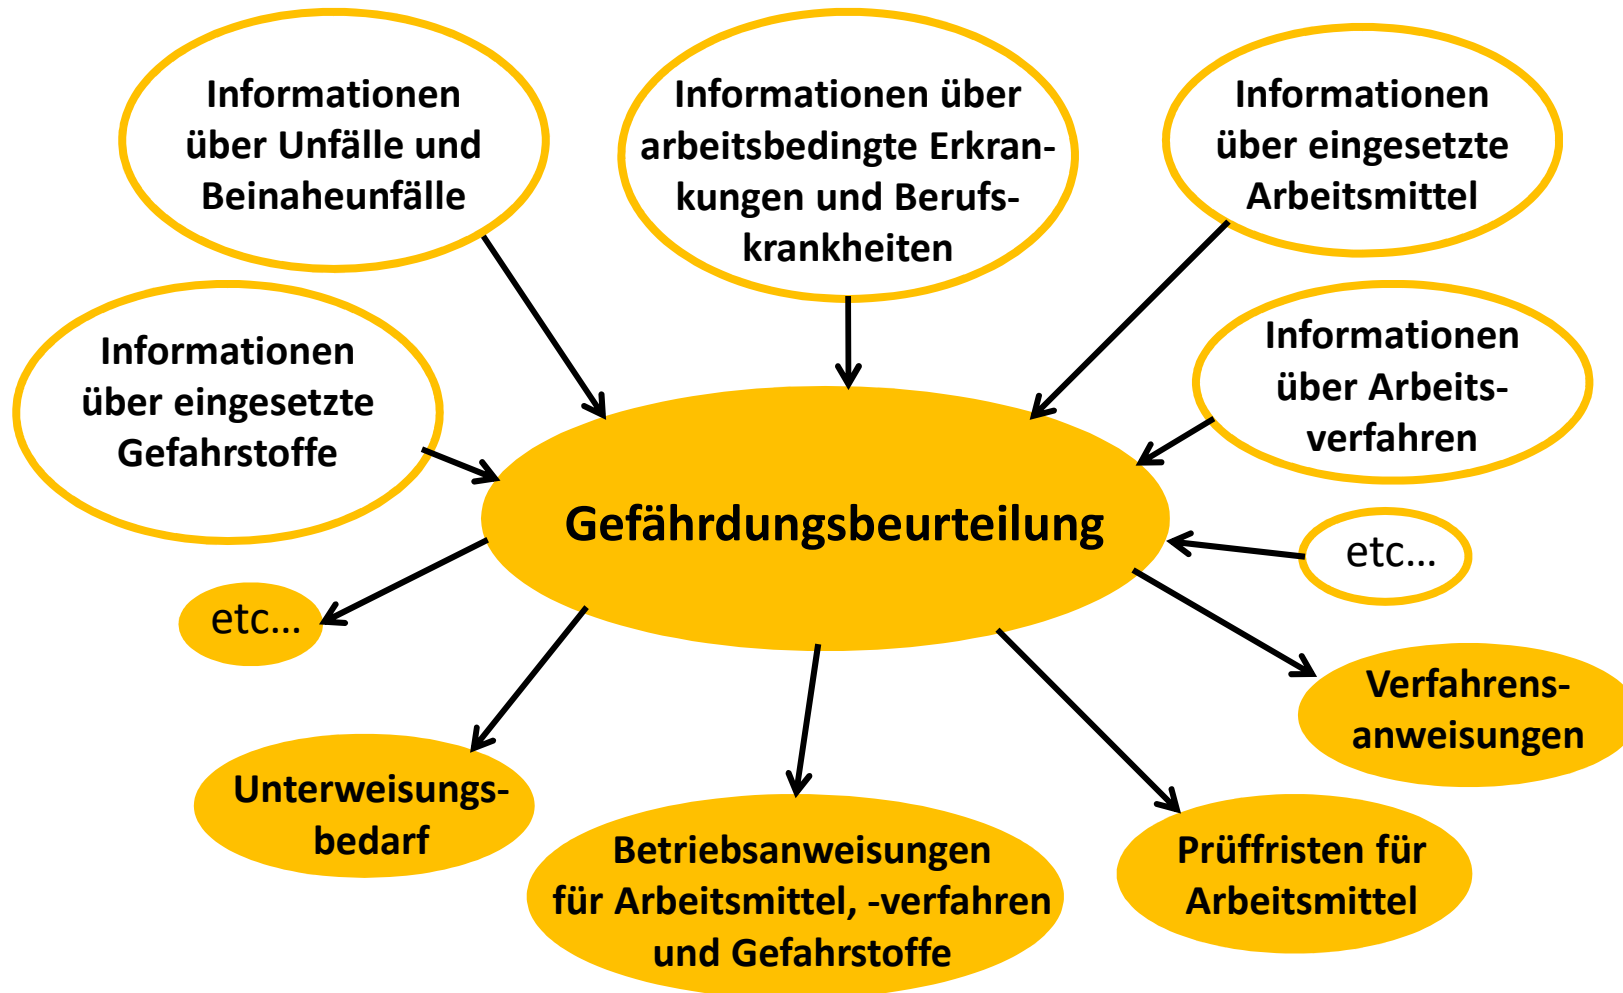 Informationen
über Unfälle und
Beinaheunfälle
Informationen über
arbeitsbedingte Erkran-
kungen und Berufs-
krankheiten
Informationen
über eingesetzte
Arbeitsmittel
Informationen
über eingesetzte
Gefahrstoffe
Informationen
über Arbeits-
verfahren
Gefährdungsbeurteilung
etc...
etc...
Verfahrens-
anweisungen
Unterweisungs-
bedarf
Betriebsanweisungen
für Arbeitsmittel, -verfahren
und Gefahrstoffe
Prüffristen für
Arbeitsmittel